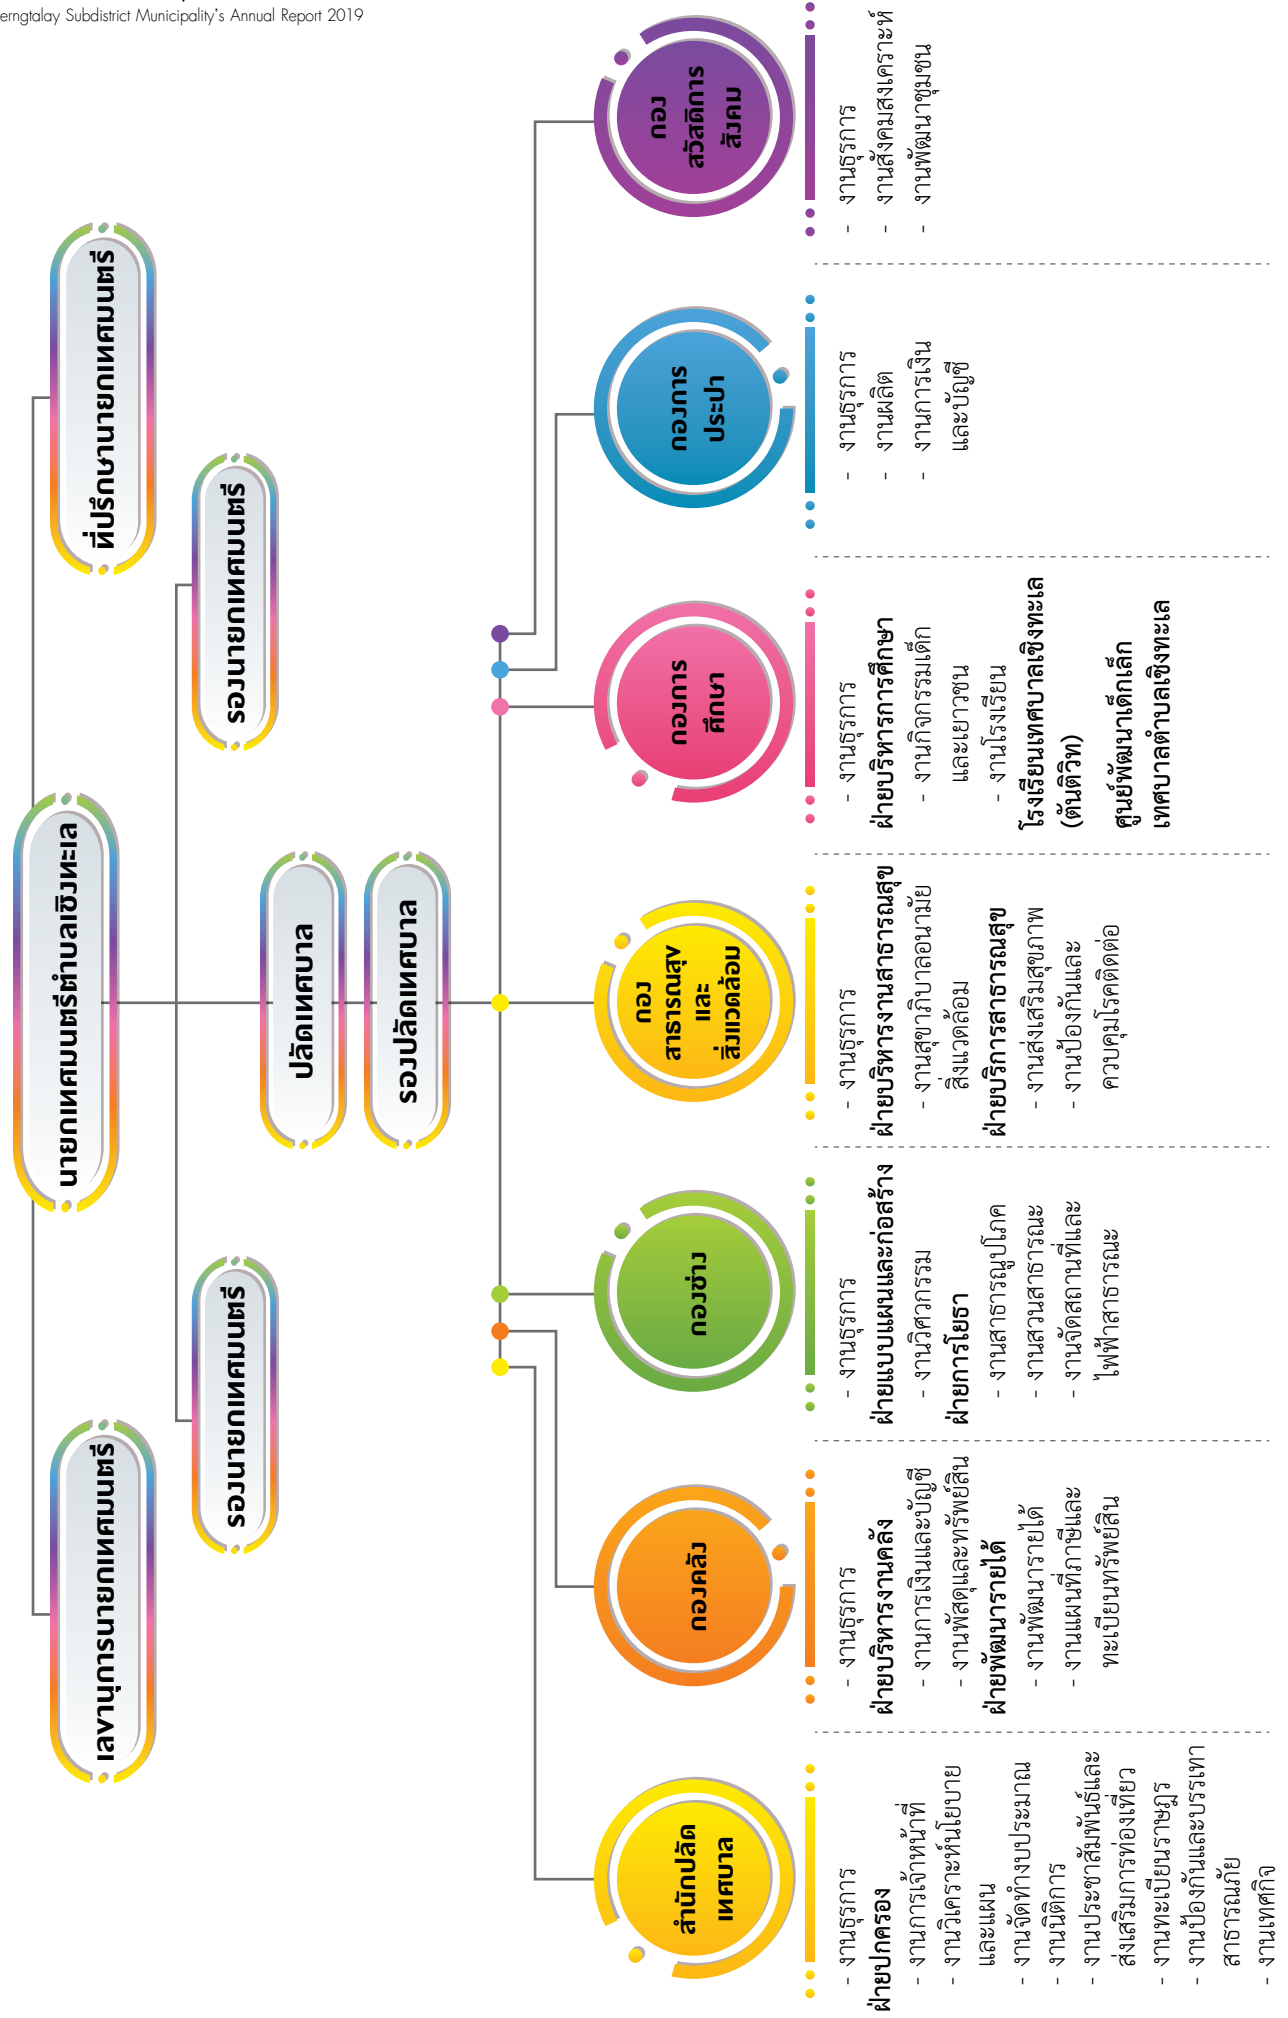 erngtalay Subdistrict Municipality's Annual Report 2019
นายกเทศมนตรีตำบลเชิงทะเล
เลขานุการนายกเทศมนตรี
ที่ปรึกษานายกเทศมนตรี
รองนายกเทศมนตรี
รองนายกเทศมนตรี
ปลัดเทศบาล
รองปลัดเทศบาล
สำนักปลัด
เทศบาล
- งานธุรการ
ฝ่ายปกครอง
- งานการเจ้าหน้าที่
- งานวิเคราะห์นโยบาย
และแผน
- งานจัดทำงบประมาณ
- งานนิติการ
- งานประชาสัมพันธ์และ
ส่งเสริมการท่องเที่ยว
- งานทะเบียนราษฎร
- งานป้องกันและบรรเทา
สาธารณภัย
- งานเทศกิจ
กองคลัง
- งานธุรการ
ฝ่ายบริหารงานคลัง
- งานการเงินและบัญชี
- งานพัสดุและทรัพย์สิน
ฝ่ายพัฒนารายได้
- งานพัฒนารายได้
- งานแผนที่ภาษีและ
ทะเบียนทรัพย์สิน
กองช่าง
- งานธุรการ
ฝ่ายแบบแผนและก่อสร้าง
- งานวิศวกรรม
ฝ่ายการโยธา
- งานสาธารณูปโภค
- งานสวนสาธารณะ
- งานจัดสถานที่และ
ไฟฟ้าสาธารณะ
กอง
สาธารณสุข
และ
สิ่งแวดล้อม
- งานธุรการ
ฝ่ายบริหารงานสาธารณสุข
- งานสุขาภิบาลอนามัย
สิ่งแวดล้อม
ฝ่ายบริการสาธารณสุข
- งานส่งเสริมสุขภาพ
- งานป้องกันและ
ควบคุมโรคติดต่อ
กองการ
ศึกษา
- งานธุรการ
ฝ่ายบริหารการศึกษา
- งานกิจกรรมเด็ก
และเยาวชน
- งานโรงเรียน
โรงเรียนเทศบาลเชิงทะเล
(ตันติวิท)
ศูนย์พัฒนาเด็กเล็ก
เทศบาลตำบลเชิงทะเล
กองการ
ประปา
- งานธุรการ
- งานผลิต
- งานการเงิน
และบัญชี
กอง
สวัสดิการ
สังคม
- งานธุรการ
- งานสังคมสงเคราะห์
- งานพัฒนาชุมชน